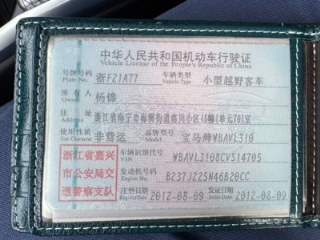 中华人民共和国机动车行驶证
Vehicle License of the People's Republic of China
号牌号码 浙F21A77 车辆类型 小型越野客车
Plate No. Vehicle Type
所有人 杨锦
Owner
住址
Address
使用性质 非营运 品牌型号 宝马牌WBAVL310
Use Character Model
浙江省嘉兴 车辆识别代号 WBAVL3108CVS14705
VIN
市公安局交 发动机号码 B237J225N46B20CC
Engine No.
通警察支队 注册日期 2012-08-09 发证日期 2012-08-09
Register Date Issue Date